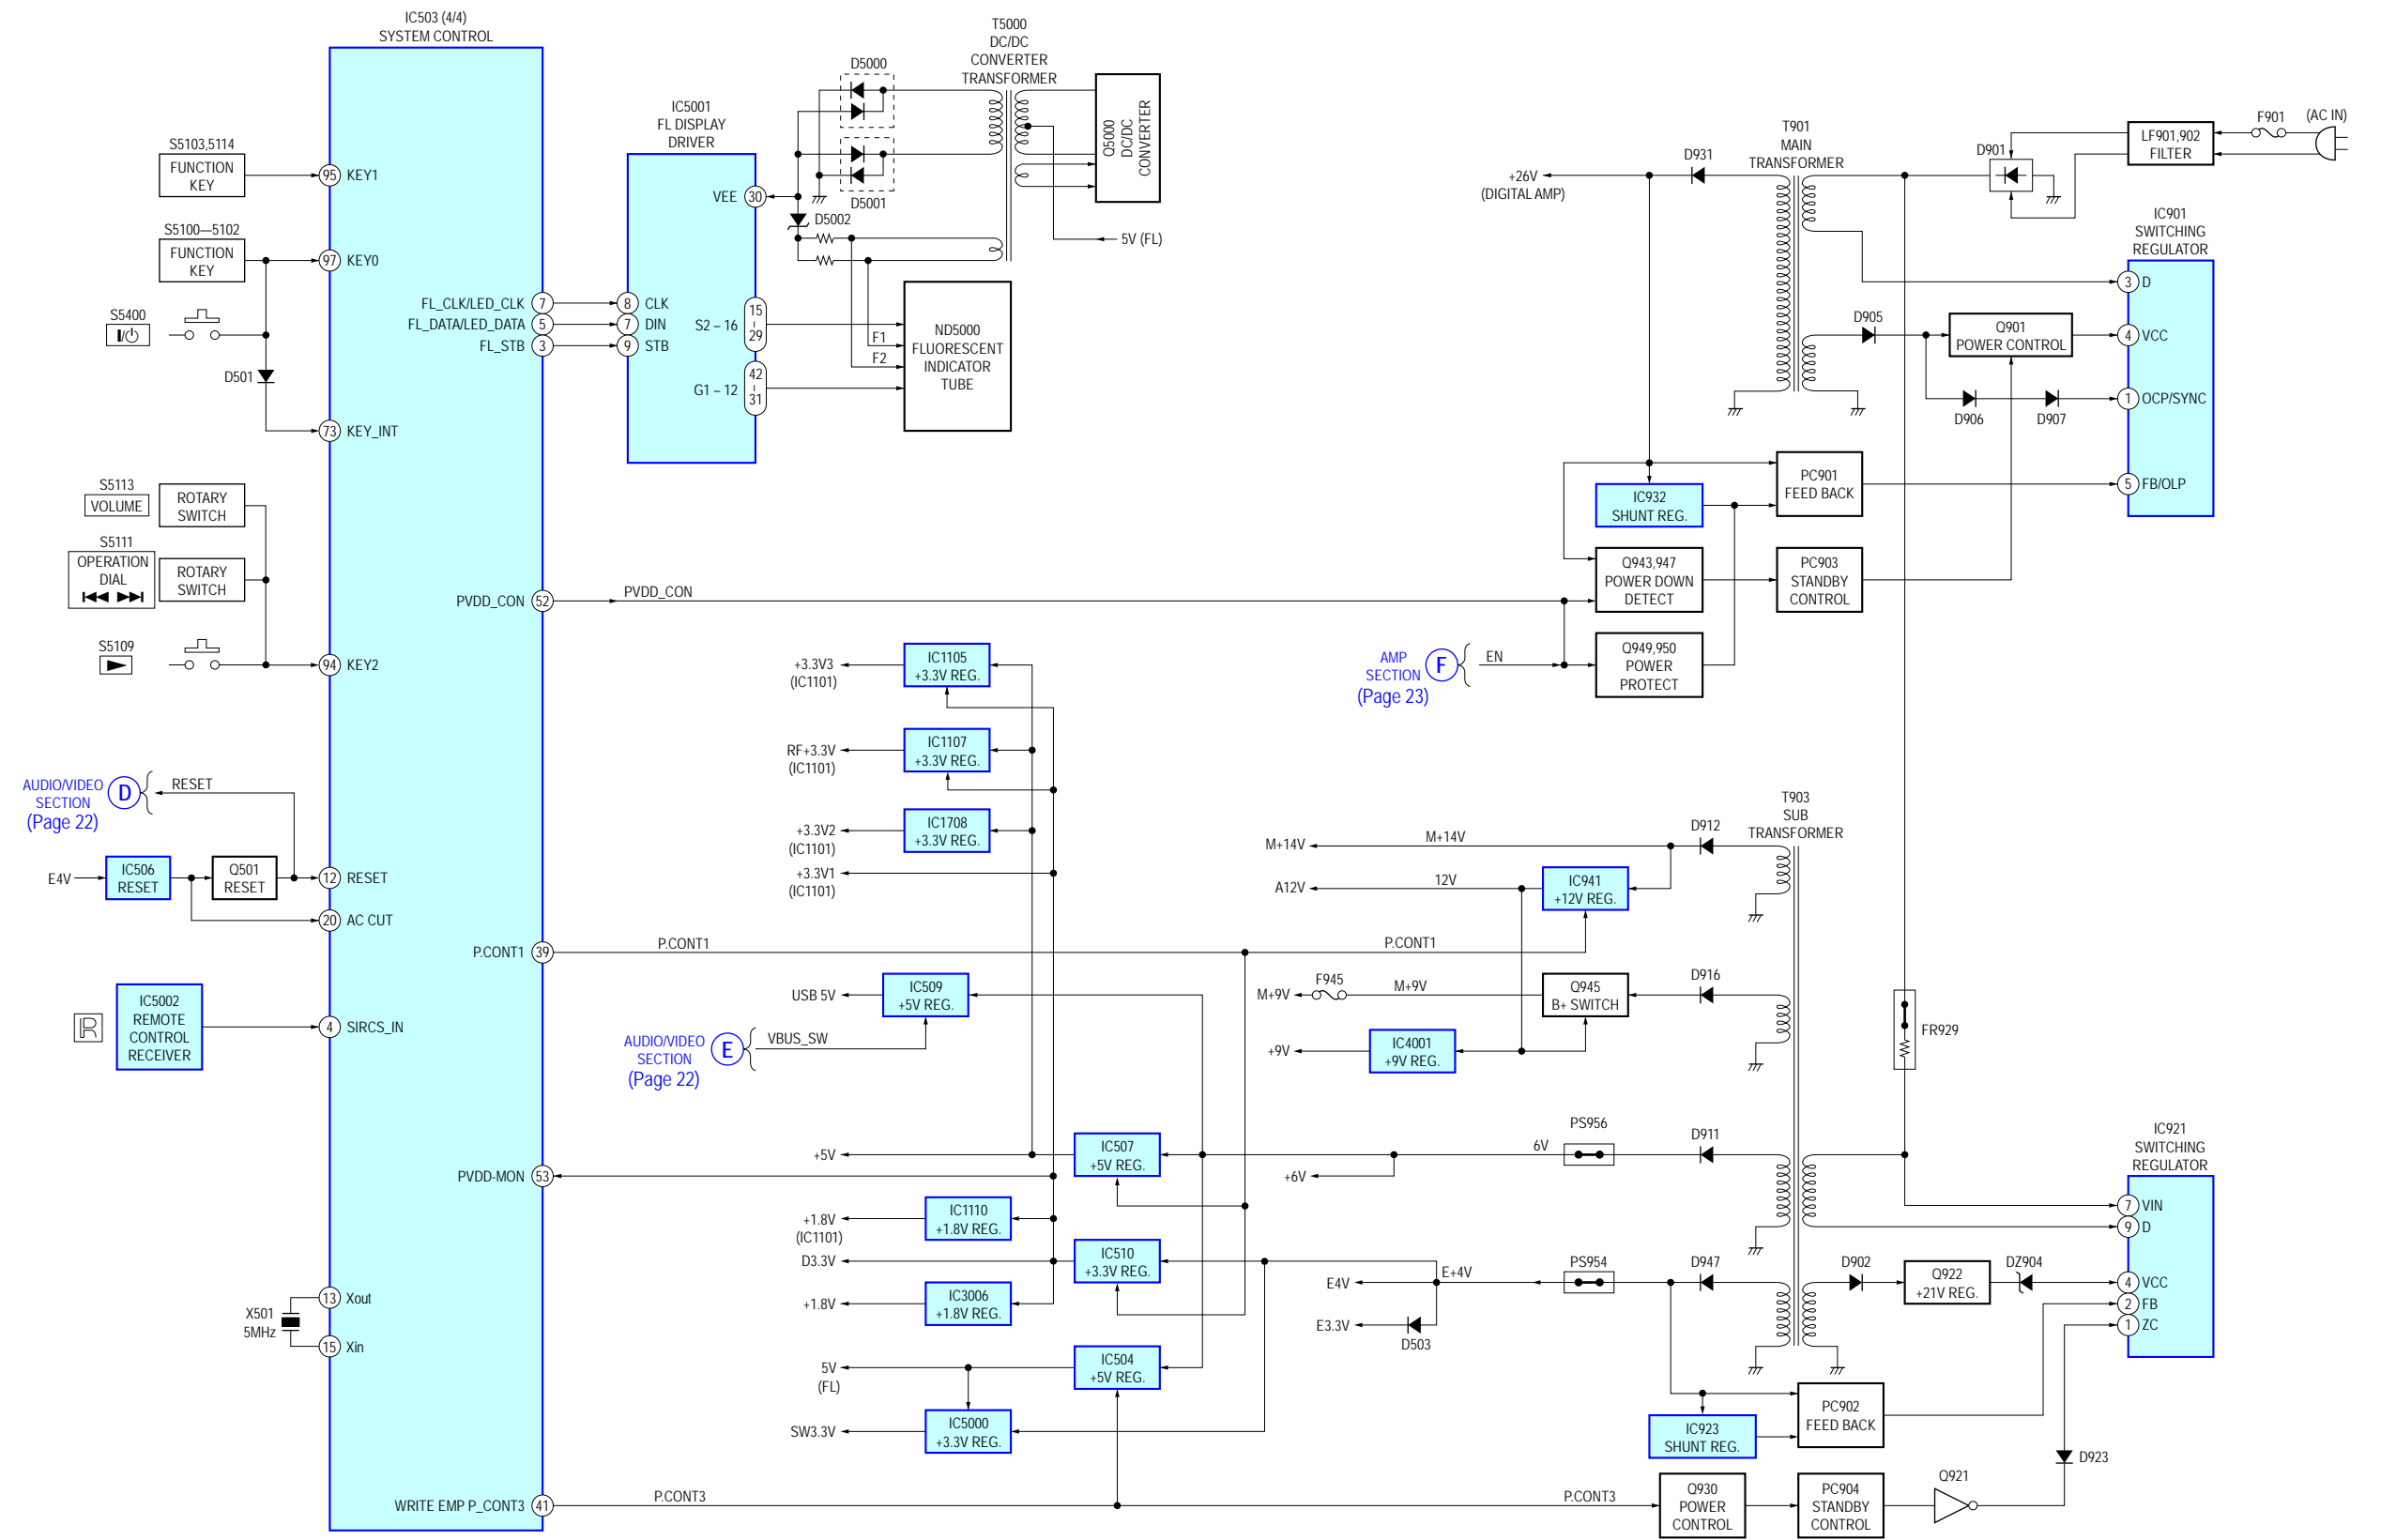 IC503 (4/4)
SYSTEM CONTROL
S5103,5114
FUNCTION
KEY
95 KEY1
S5100—5102
FUNCTION
KEY
97 KEY0
S5400
I/
D501
73 KEY_INT
S5113
VOLUME
ROTARY
SWITCH
S5111
OPERATION
DIAL
ROTARY
SWITCH
S5109
94 KEY2
AUDIO/VIDEO
SECTION
(Page 22)
D
RESET
E4V
IC506
RESET
Q501
RESET
12 RESET
20 AC CUT
R
IC5002
REMOTE
CONTROL
RECEIVER
4 SIRCS_IN
X501
5MHz
13 Xout
15 Xin
FL_CLK/LED_CLK 7
FL_DATA/LED_DATA 5
FL_STB 3
PVDD_CON 52
PVDD_CON
P.CONT1 39
P.CONT1
PVDD-MON 53
WRITE EMP P_CONT3 41
P.CONT3
IC5001
FL DISPLAY
DRIVER
8 CLK
7 DIN
9 STB
VEE 30
S2 – 16
15
29
G1 – 12
42
31
D5000
D5001
D5002
T5000
DC/DC
CONVERTER
TRANSFORMER
Q5000
DC/DC
CONVERTER
5V (FL)
F1
F2
ND5000
FLUORESCENT
INDICATOR
TUBE
+3.3V3
(IC1101)
IC1105
+3.3V REG.
RF+3.3V
(IC1101)
IC1107
+3.3V REG.
+3.3V2
(IC1101)
IC1708
+3.3V REG.
+3.3V1
(IC1101)
USB 5V
IC509
+5V REG.
AUDIO/VIDEO
SECTION
(Page 22)
E
VBUS_SW
+5V
IC507
+5V REG.
+1.8V
(IC1101)
IC1110
+1.8V REG.
D3.3V
IC510
+3.3V REG.
+1.8V
IC3006
+1.8V REG.
5V
(FL)
IC504
+5V REG.
SW3.3V
IC5000
+3.3V REG.
+26V
(DIGITAL AMP)
D931
T901
MAIN
TRANSFORMER
D901
LF901,902
FILTER
F901
(AC IN)
IC901
SWITCHING
REGULATOR
3 D
D905
Q901
POWER CONTROL
4 VCC
D906
D907
1 OCP/SYNC
IC932
SHUNT REG.
PC901
FEED BACK
5 FB/OLP
Q943,947
POWER DOWN
DETECT
PC903
STANDBY
CONTROL
AMP
SECTION
(Page 23)
F
EN
Q949,950
POWER
PROTECT
T903
SUB
TRANSFORMER
M+14V
M+14V
D912
A12V
12V
IC941
+12V REG.
P.CONT1
M+9V
F945
M+9V
Q945
B+ SWITCH
D916
+9V
IC4001
+9V REG.
FR929
6V
PS956
D911
+6V
IC921
SWITCHING
REGULATOR
7 VIN
9 D
E4V
E+4V
PS954
D947
D902
Q922
+21V REG.
DZ904
4 VCC
2 FB
1 ZC
E3.3V
D503
IC923
SHUNT REG.
PC902
FEED BACK
D923
P.CONT3
Q930
POWER
CONTROL
PC904
STANDBY
CONTROL
Q921